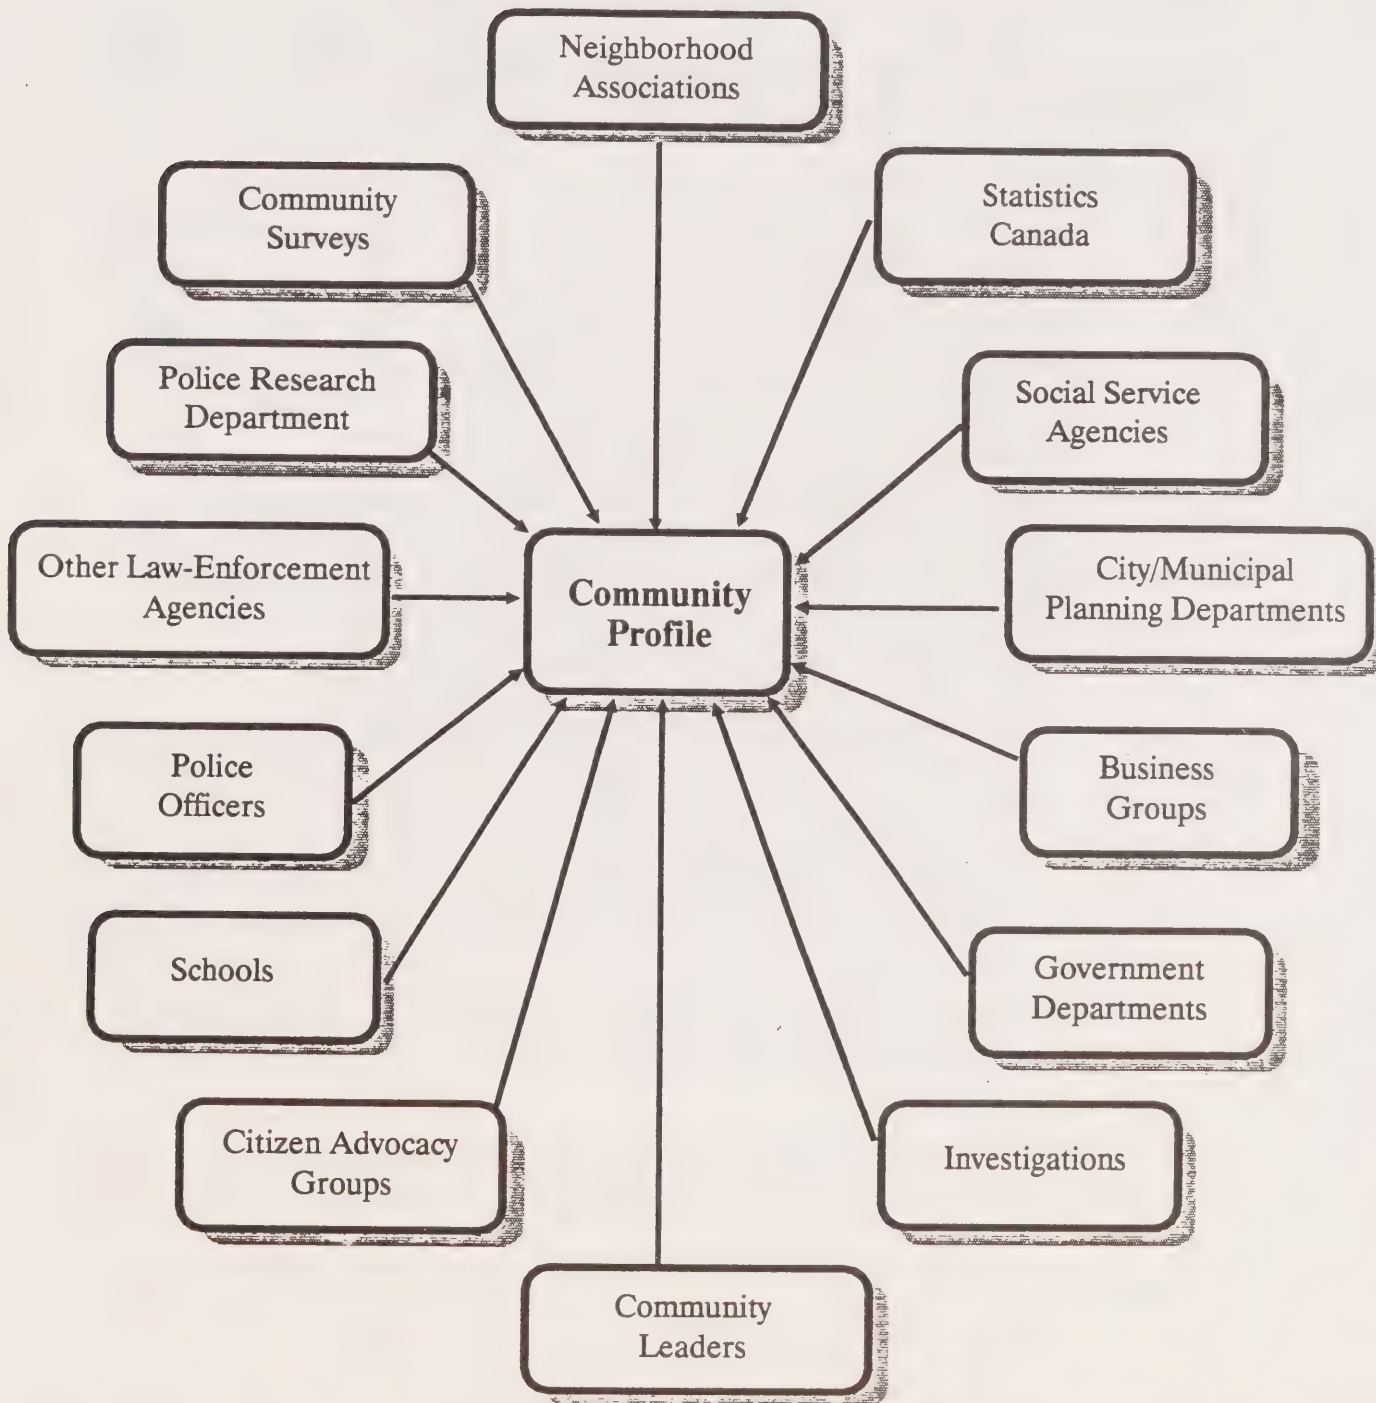 Neighborhood
Associations
Community
Surveys
Statistics
Canada
Police Research
Department
Social Service
Agencies
Other Law-Enforcement
Agencies
Community
Profile
City/Municipal
Planning Departments
Police
Officers
Business
Groups
Schools
Government
Departments
Citizen Advocacy
Groups
Investigations
Community
Leaders